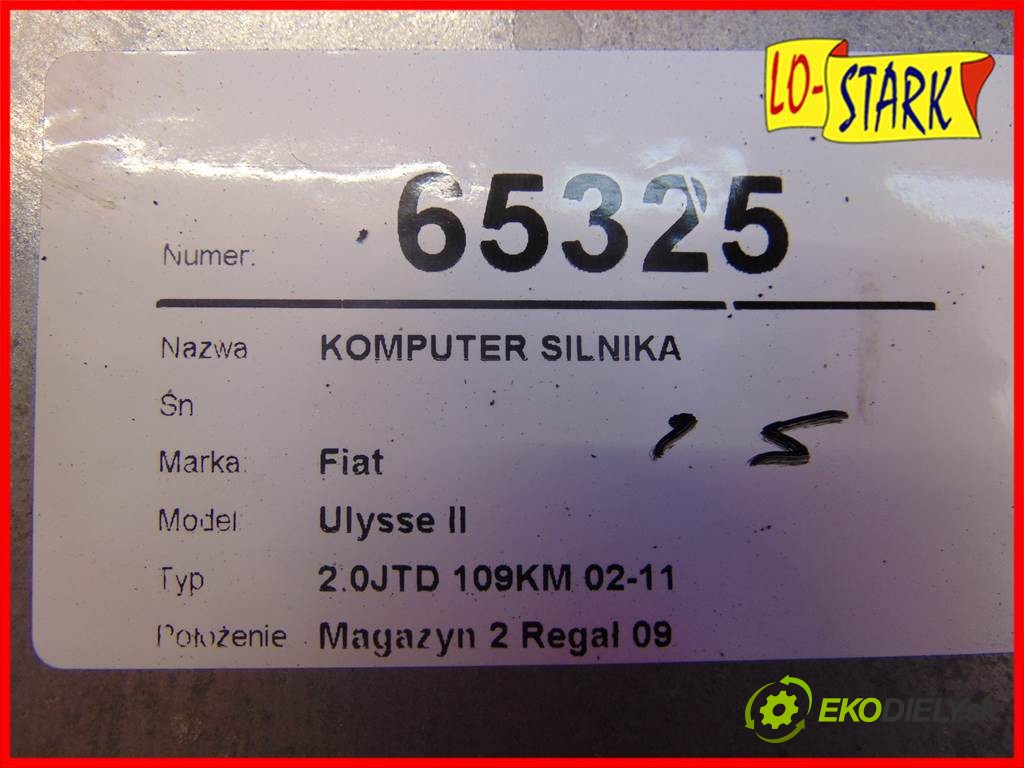 LO-STARK
Numer: 65325
Nazwa KOMPUTER SILNIKA
Sn
Marka: Fiat
Model: Ulysse II
Typ 2.0JTD 109KM 02-11
Położenie Magazyn 2 Regał 09
EKODIELY.sk